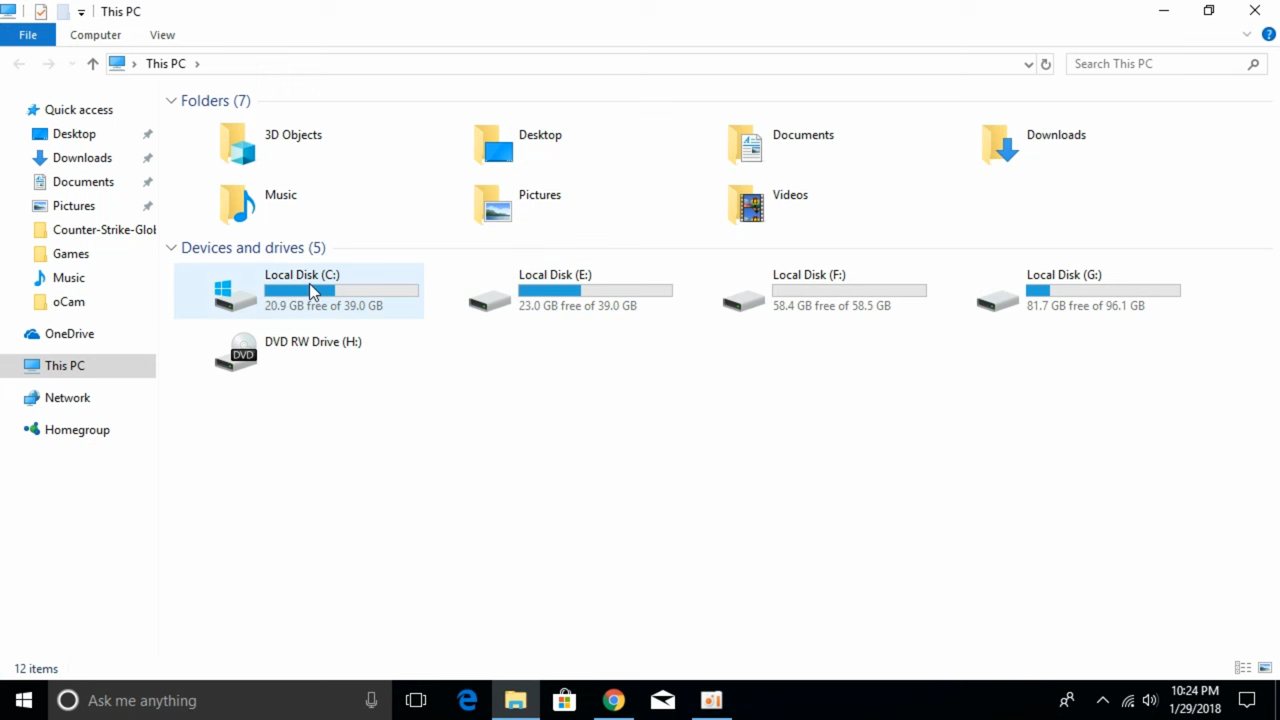 This PC
File Computer View
This PC
Search This PC
Quick access
Desktop
Downloads
Documents
Pictures
Counter-Strike-Glob
Games
Music
oCam
OneDrive
This PC
Network
Homegroup
Folders (7)
3D Objects
Desktop
Documents
Downloads
Music
Pictures
Videos
Devices and drives (5)
Local Disk (C:)
20.9 GB free of 39.0 GB
Local Disk (E:)
23.0 GB free of 39.0 GB
Local Disk (F:)
58.4 GB free of 58.5 GB
Local Disk (G:)
81.7 GB free of 96.1 GB
DVD
DVD RW Drive (H:)
12 items
Ask me anything
10:24 PM
1/29/2018